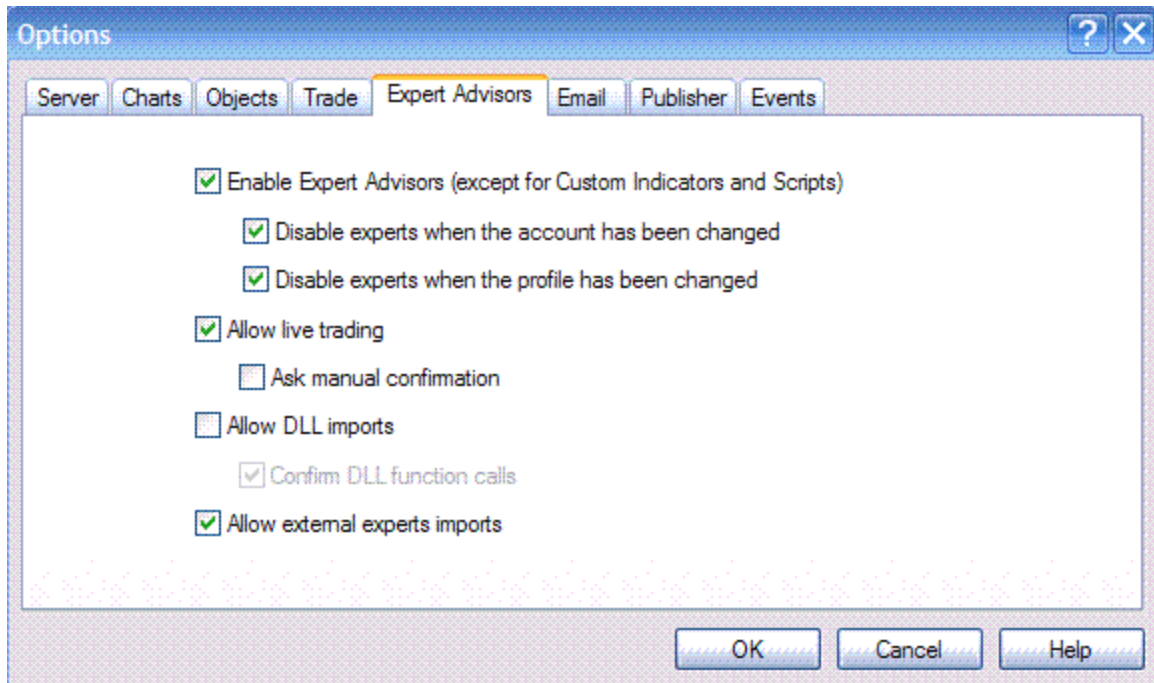 Options
Server Charts Objects Trade Expert Advisors Email Publisher Events
Enable Expert Advisors (except for Custom Indicators and Scripts)
Disable experts when the account has been changed
Disable experts when the profile has been changed
Allow live trading
Ask manual confirmation
Allow DLL imports
Confirm DLL function calls
Allow external experts imports
OK Cancel Help